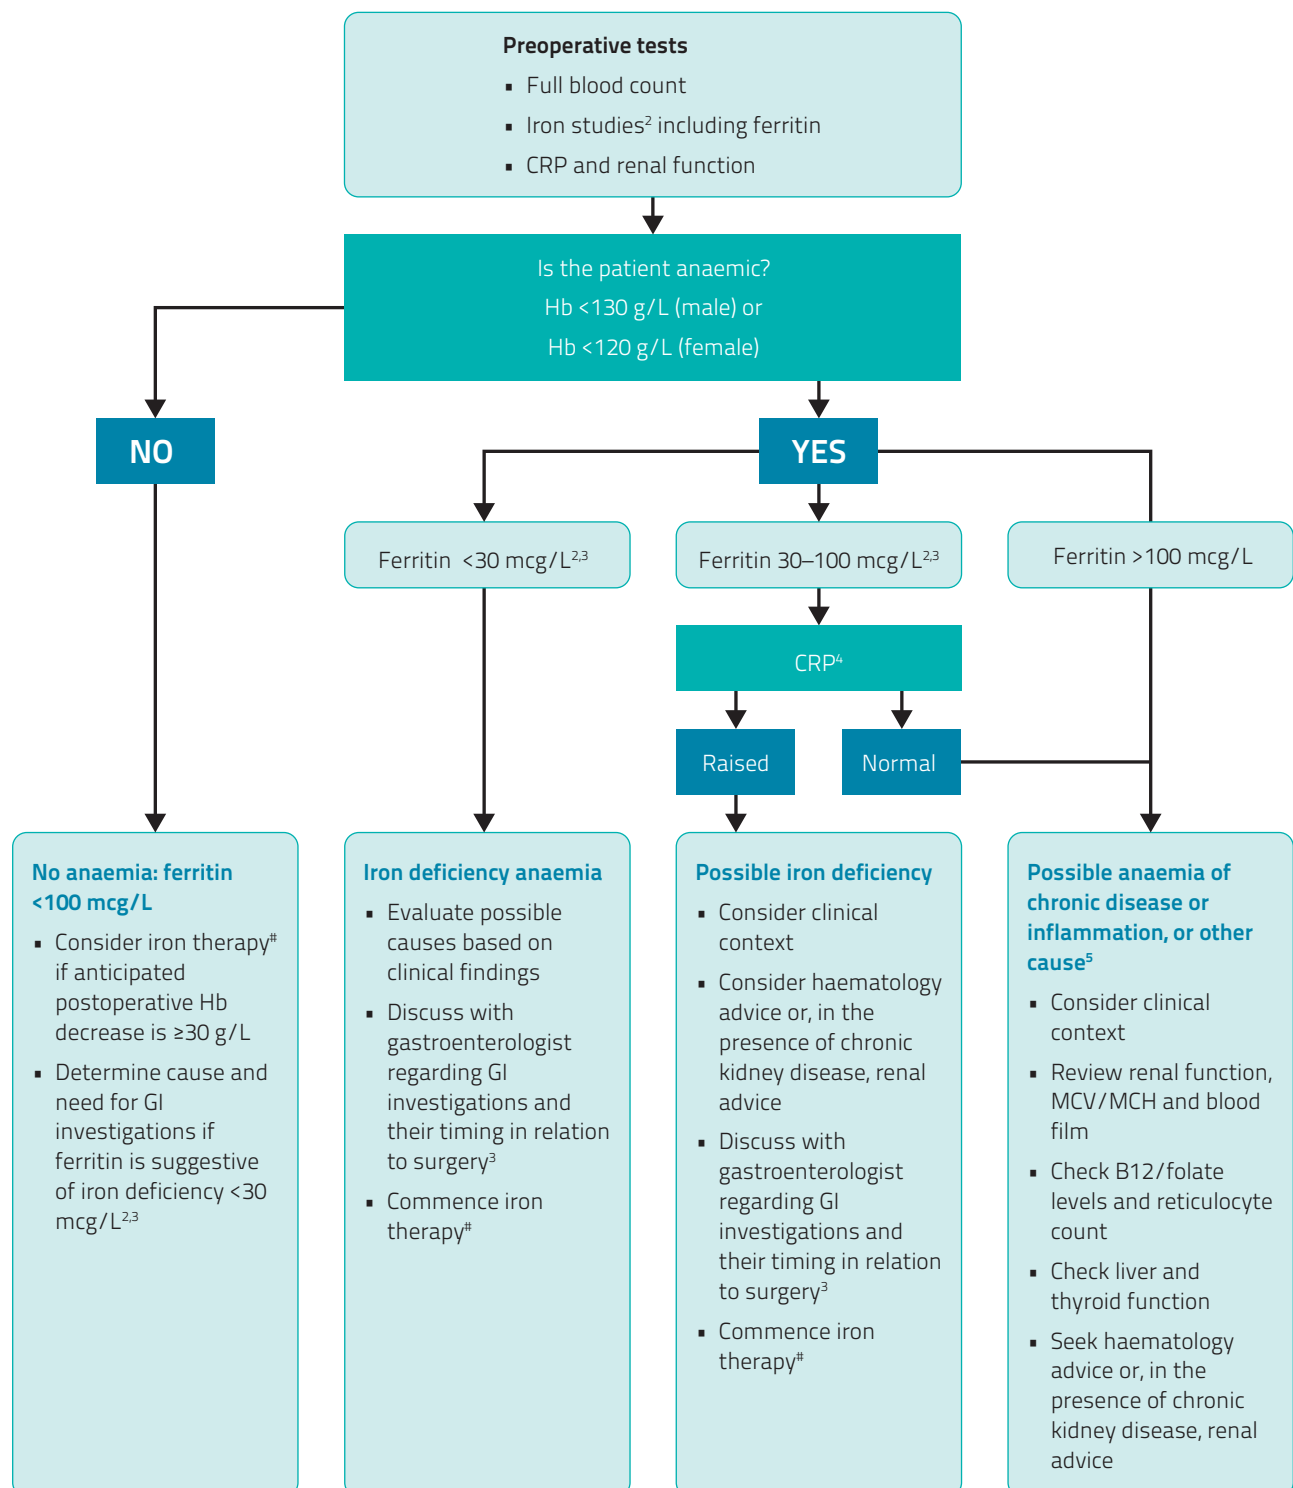 Preoperative tests
▪ Full blood count
▪ Iron studies² including ferritin
▪ CRP and renal function
Is the patient anaemic?
Hb <130 g/L (male) or
Hb <120 g/L (female)
NO
YES
Ferritin <30 mcg/L²,³
Ferritin 30–100 mcg/L²,³
Ferritin >100 mcg/L
CRP⁴
Raised
Normal
No anaemia: ferritin
<100 mcg/L
▪ Consider iron therapy#
if anticipated
postoperative Hb
decrease is ≥30 g/L
▪ Determine cause and
need for GI
investigations if
ferritin is suggestive
of iron deficiency <30
mcg/L²,³
Iron deficiency anaemia
▪ Evaluate possible
causes based on
clinical findings
▪ Discuss with
gastroenterologist
regarding GI
investigations and
their timing in relation
to surgery³
▪ Commence iron
therapy#
Possible iron deficiency
▪ Consider clinical
context
▪ Consider haematology
advice or, in the
presence of chronic
kidney disease, renal
advice
▪ Discuss with
gastroenterologist
regarding GI
investigations and
their timing in relation
to surgery³
▪ Commence iron
therapy#
Possible anaemia of
chronic disease or
inflammation, or other
cause⁵
▪ Consider clinical
context
▪ Review renal function,
MCV/MCH and blood
film
▪ Check B12/folate
levels and reticulocyte
count
▪ Check liver and
thyroid function
▪ Seek haematology
advice or, in the
presence of chronic
kidney disease, renal
advice